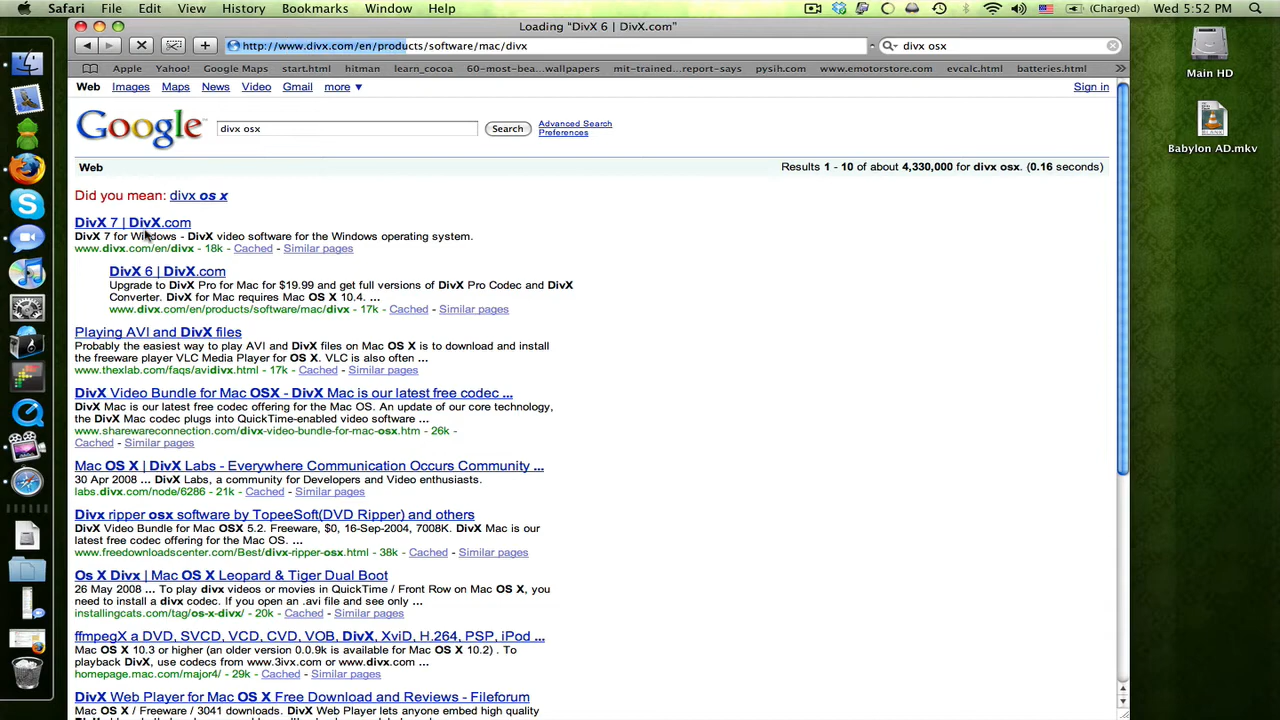 Safari File Edit View History Bookmarks Window Help (Charged) Wed 5:52 PM
Loading “DivX 6 | DivX.com”
http://www.divx.com/en/products/software/mac/divx divx osx
Apple Yahoo! Google Maps start.html hitman learn_cocoa 60-most-bea...wallpapers mit-trained...report-says pysih.com www.emotorstore.com evcalc.html batteries.html »
Main HD
Babylon AD.mkv
Web Images Maps News Video Gmail more ▼ Sign in
Google divx osx Search Advanced Search
Preferences
Web Results 1 - 10 of about 4,330,000 for divx osx. (0.16 seconds)
Did you mean: divx os x
DivX 7 | DivX.com
DivX 7 for Windows - DivX video software for the Windows operating system.
www.divx.com/en/divx - 18k - Cached - Similar pages
DivX 6 | DivX.com
Upgrade to DivX Pro for Mac for $19.99 and get full versions of DivX Pro Codec and DivX
Converter. DivX for Mac requires Mac OS X 10.4. ...
www.divx.com/en/products/software/mac/divx - 17k - Cached - Similar pages
Playing AVI and DivX files
Probably the easiest way to play AVI and DivX files on Mac OS X is to download and install
the freeware player VLC Media Player for OS X. VLC is also often ...
www.thexlab.com/faqs/avidivx.html - 17k - Cached - Similar pages
DivX Video Bundle for Mac OSX - DivX Mac is our latest free codec ...
DivX Mac is our latest free codec offering for the Mac OS. An update of our core technology,
the DivX Mac codec plugs into QuickTime-enabled video software ...
www.sharewareconnection.com/divx-video-bundle-for-mac-osx.htm - 26k -
Cached - Similar pages
Mac OS X | DivX Labs - Everywhere Communication Occurs Community ...
30 Apr 2008 ... DivX Labs, a community for Developers and Video enthusiasts.
labs.divx.com/node/6286 - 21k - Cached - Similar pages
Divx ripper osx software by TopeeSoft(DVD Ripper) and others
DivX Video Bundle for Mac OSX 5.2. Freeware, $0, 16-Sep-2004, 7008K. DivX Mac is our
latest free codec offering for the Mac OS. ...
www.freedownloadscenter.com/Best/divx-ripper-osx.html - 38k - Cached - Similar pages
Os X Divx | Mac OS X Leopard & Tiger Dual Boot
26 May 2008 ... To play divx videos or movies in QuickTime / Front Row on Mac OS X, you
need to install a divx codec. If you open an .avi file and see only ...
installingcats.com/tag/os-x-divx/ - 20k - Cached - Similar pages
ffmpegX a DVD, SVCD, VCD, CVD, VOB, DivX, XviD, H.264, PSP, iPod ...
Mac OS X 10.3 or higher (an older version 0.0.9k is available for Mac OS X 10.2) . To
playback DivX, use codecs from www.3ivx.com or www.divx.com ...
homepage.mac.com/major4/ - 29k - Cached - Similar pages
DivX Web Player for Mac OS X Free Download and Reviews - Fileforum
Mac OS X / Freeware / 3041 downloads. DivX Web Player lets anyone embed high quality